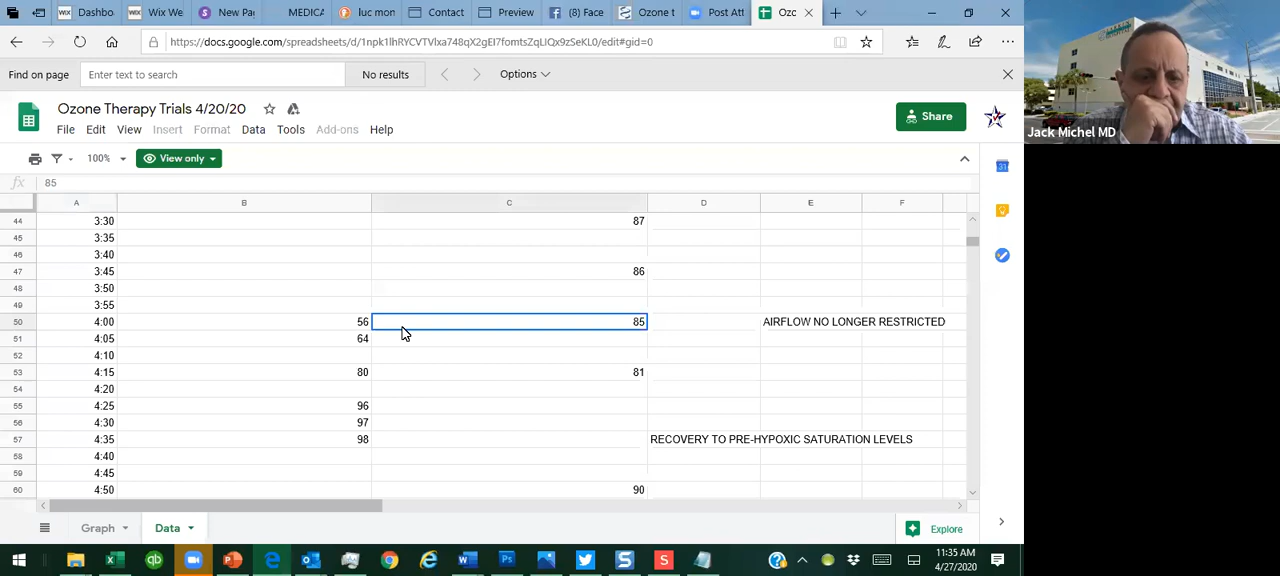 Dashbo
Wix We
New Pa
MEDICA
luc mon
Contact
Preview
(8) Face
Ozone t
Post Att
Ozo
https://docs.google.com/spreadsheets/d/1npk1lhRYCVTVlxa748qX2gEI7fomtsZqLIQx9zSeKL0/edit#gid=0
Find on page
Enter text to search
No results
Options
Ozone Therapy Trials 4/20/20
File Edit View Insert Format Data Tools Add-ons Help
Share
100% View only
fx 85
A B C D E F
44 3:30 87
45 3:35
46 3:40
47 3:45 86
48 3:50
49 3:55
50 4:00 56 85 AIRFLOW NO LONGER RESTRICTED
51 4:05 64
52 4:10
53 4:15 80 81
54 4:20
55 4:25 96
56 4:30 97
57 4:35 98 RECOVERY TO PRE-HYPOXIC SATURATION LEVELS
58 4:40
59 4:45
60 4:50 90
Graph Data
Explore
11:35 AM
4/27/2020
Jack Michel MD